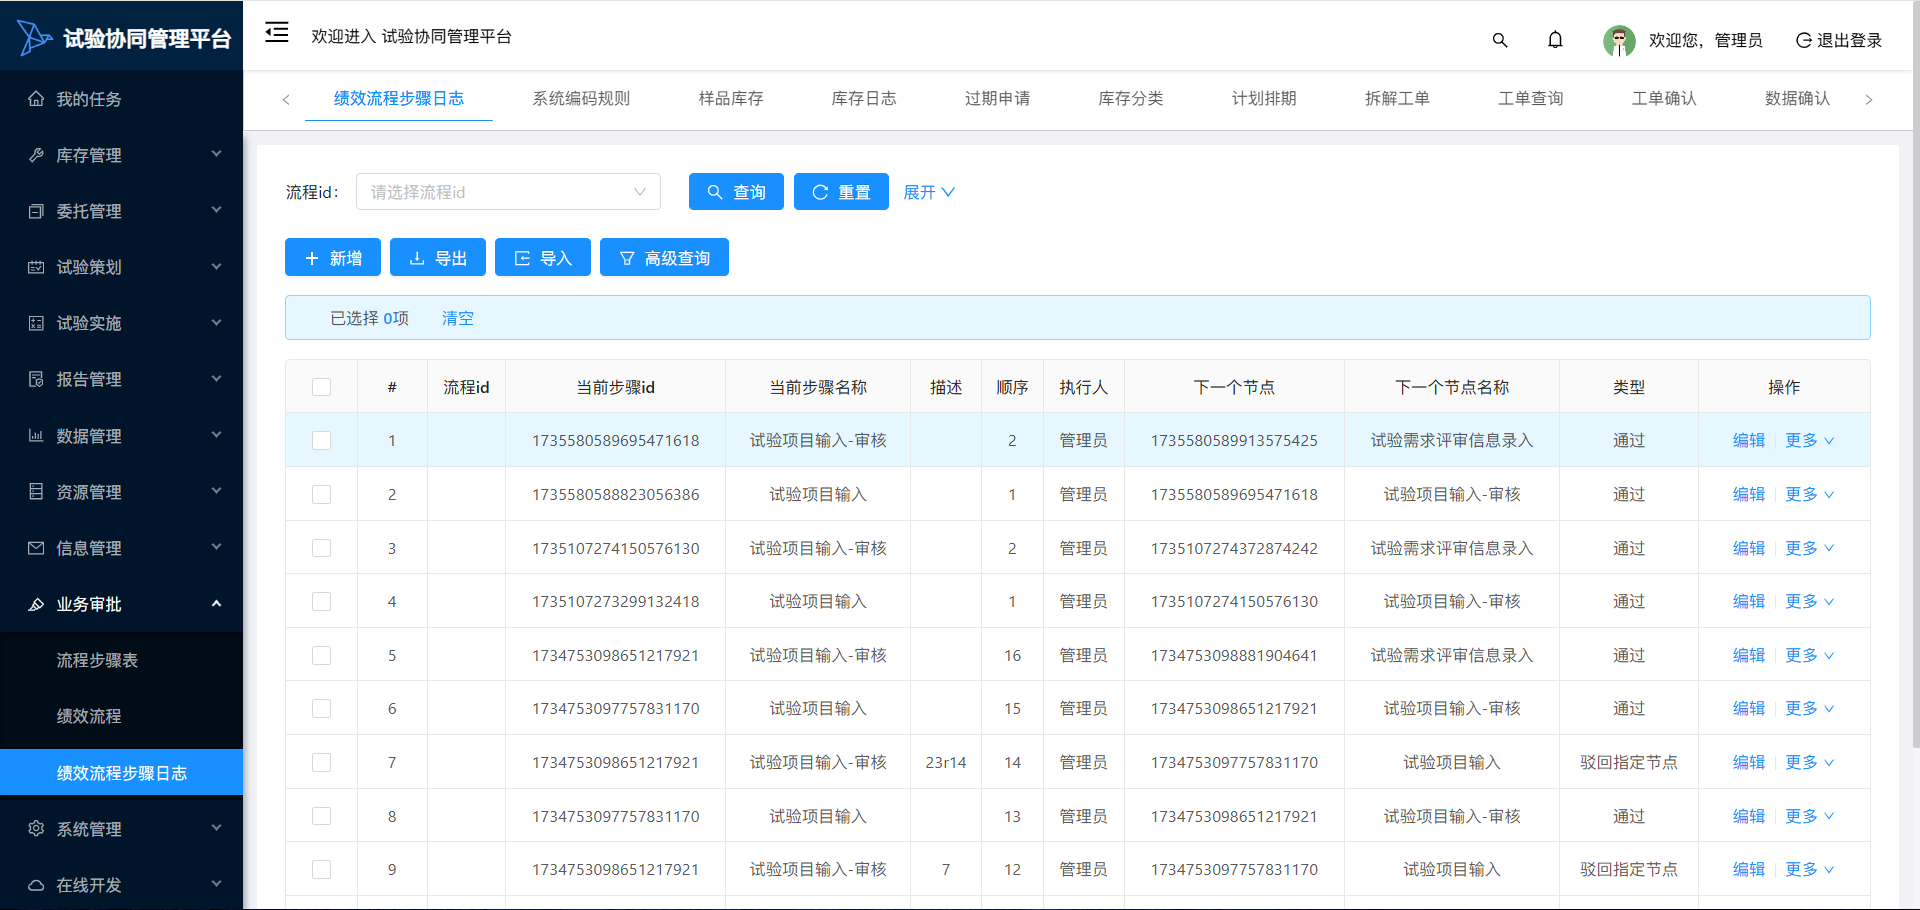 试验协同管理平台
欢迎进入 试验协同管理平台
欢迎您，管理员
退出登录
我的任务
库存管理
委托管理
试验策划
试验实施
报告管理
数据管理
资源管理
信息管理
业务审批
流程步骤表
绩效流程
绩效流程步骤日志
系统管理
在线开发
绩效流程步骤日志 系统编码规则 样品库存 库存日志 过期申请 库存分类 计划排期 拆解工单 工单查询 工单确认 数据确认
流程id： 请选择流程id 查询 重置 展开
新增 导出 导入 高级查询
已选择 0项 清空
# 流程id 当前步骤id 当前步骤名称 描述 顺序 执行人 下一个节点 下一个节点名称 类型 操作
1 1735580589695471618 试验项目输入-审核 2 管理员 1735580589913575425 试验需求评审信息录入 通过 编辑 更多
2 1735580588823056386 试验项目输入 1 管理员 1735580589695471618 试验项目输入-审核 通过 编辑 更多
3 1735107274150576130 试验项目输入-审核 2 管理员 1735107274372874242 试验需求评审信息录入 通过 编辑 更多
4 1735107273299132418 试验项目输入 1 管理员 1735107274150576130 试验项目输入-审核 通过 编辑 更多
5 1734753098651217921 试验项目输入-审核 16 管理员 1734753098881904641 试验需求评审信息录入 通过 编辑 更多
6 1734753097757831170 试验项目输入 15 管理员 1734753098651217921 试验项目输入-审核 通过 编辑 更多
7 1734753098651217921 试验项目输入-审核 23r14 14 管理员 1734753097757831170 试验项目输入 驳回指定节点 编辑 更多
8 1734753097757831170 试验项目输入 13 管理员 1734753098651217921 试验项目输入-审核 通过 编辑 更多
9 1734753098651217921 试验项目输入-审核 7 12 管理员 1734753097757831170 试验项目输入 驳回指定节点 编辑 更多